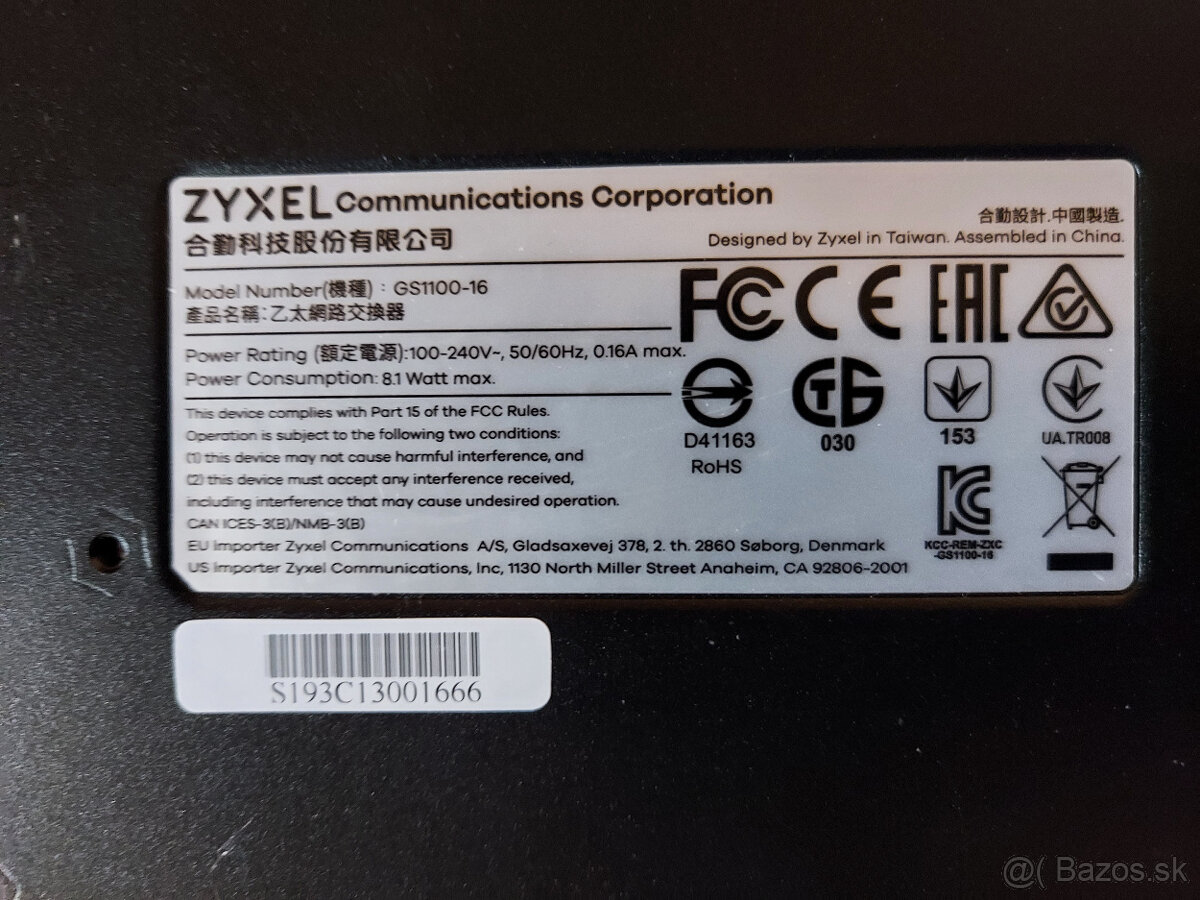 ZYXEL Communications Corporation
合勤科技股份有限公司
合勤設計.中國製造.
Designed by Zyxel in Taiwan. Assembled in China.
Model Number(機種) : GS1100-16
產品名稱:乙太網路交換器
Power Rating (額定電源):100-240V~, 50/60Hz, 0.16A max.
Power Consumption: 8.1 Watt max.
This device complies with Part 15 of the FCC Rules.
Operation is subject to the following two conditions:
(1) this device may not cause harmful interference, and
(2) this device must accept any interference received,
including interference that may cause undesired operation.
CAN ICES-3(B)/NMB-3(B)
EU Importer Zyxel Communications A/S, Gladsaxevej 378, 2. th. 2860 Søborg, Denmark
US Importer Zyxel Communications, Inc, 1130 North Miller Street Anaheim, CA 92806-2001
FC CE EAC
D41163
RoHS
030
153
UA.TR008
KCC-REM-ZXC
-GS1100-16
S193C13001666
@( Bazos.sk